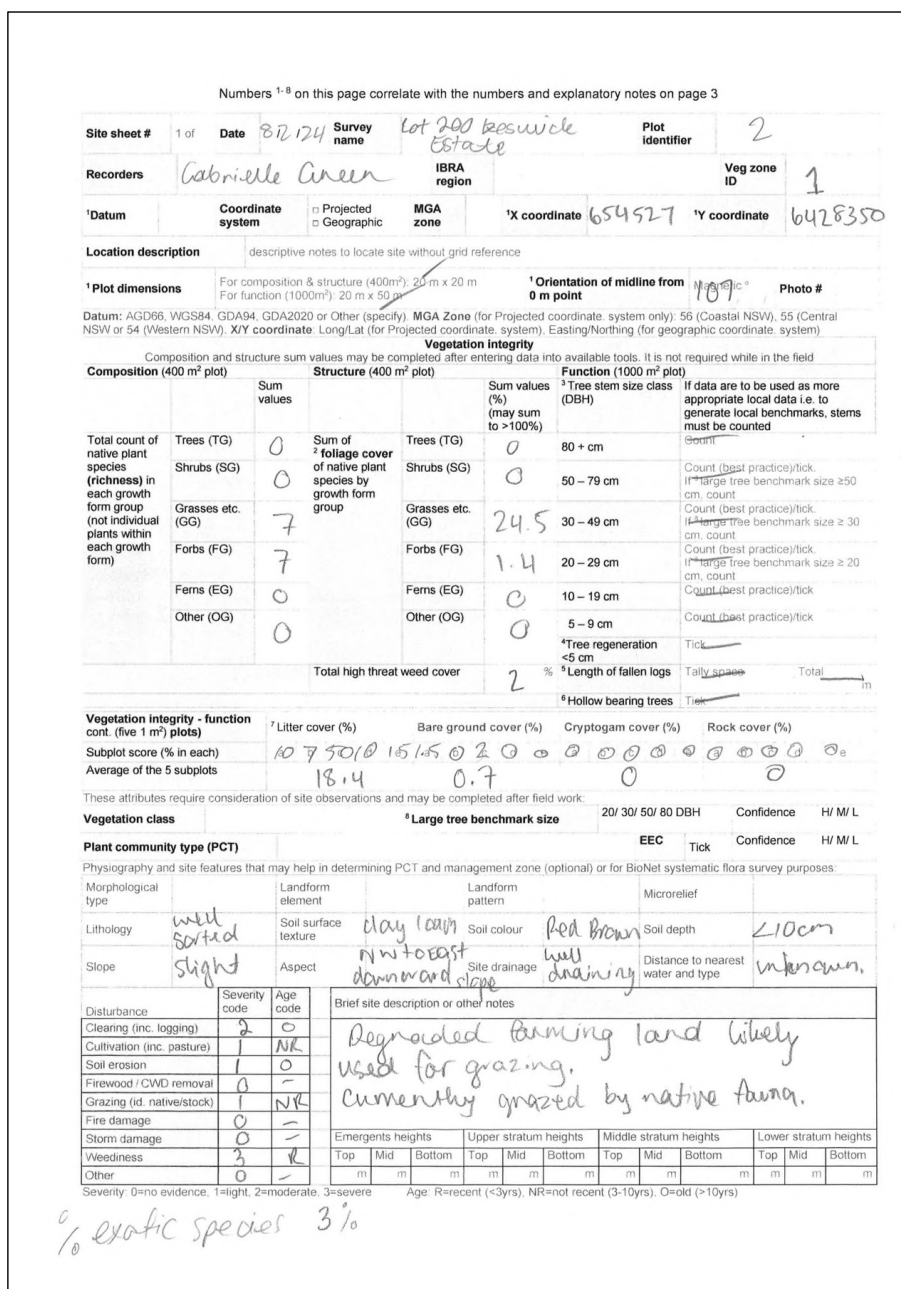 Numbers 1-8 on this page correlate with the numbers and explanatory notes on page 3
Site sheet # 1 of Date 8/2/24 Survey name Lot 200 Keswick Estate Plot identifier 2
Recorders Gabrielle Green IBRA region Veg zone ID 1
1Datum Coordinate system □ Projected □ Geographic MGA zone 1X coordinate 654527 1Y coordinate 6428350
Location description descriptive notes to locate site without grid reference
1 Plot dimensions For composition & structure (400m2): 20 m x 20 m For function (1000m2): 20 m x 50 m 1 Orientation of midline from 0 m point Magnetic ° 107 Photo #
Datum: AGD66, WGS84, GDA94, GDA2020 or Other (specify). MGA Zone (for Projected coordinate. system only): 56 (Coastal NSW), 55 (Central
NSW or 54 (Western NSW). X/Y coordinate: Long/Lat (for Projected coordinate. system), Easting/Northing (for geographic coordinate. system)
Vegetation integrity
Composition and structure sum values may be completed after entering data into available tools. It is not required while in the field
Composition (400 m2 plot) Structure (400 m2 plot) Function (1000 m2 plot)
Sum values Sum values (%) (may sum to >100%) 3 Tree stem size class (DBH) If data are to be used as more appropriate local data i.e. to generate local benchmarks, stems must be counted
Total count of native plant species (richness) in each growth form group (not individual plants within each growth form)
Sum of 2 foliage cover of native plant species by growth form group
Trees (TG) 0 Trees (TG) 0 80 + cm Count
Shrubs (SG) 0 Shrubs (SG) 0 50 – 79 cm Count (best practice)/tick. If 3 large tree benchmark size ≥50 cm, count
Grasses etc. (GG) 7 Grasses etc. (GG) 24.5 30 – 49 cm Count (best practice)/tick. If 3 large tree benchmark size ≥ 30 cm, count
Forbs (FG) 7 Forbs (FG) 1.4 20 – 29 cm Count (best practice)/tick. If 3 large tree benchmark size ≥ 20 cm, count
Ferns (EG) 0 Ferns (EG) 0 10 – 19 cm Count (best practice)/tick
Other (OG) 0 Other (OG) 0 5 – 9 cm Count (best practice)/tick
4Tree regeneration <5 cm Tick
Total high threat weed cover 2 % 5 Length of fallen logs Tally space Total m
6 Hollow bearing trees Tick
Vegetation integrity - function cont. (five 1 m2) plots) 7 Litter cover (%) Bare ground cover (%) Cryptogam cover (%) Rock cover (%)
Subplot score (% in each) 10 7 50 10 15
Average of the 5 subplots 18.4 0.7 0 0
These attributes require consideration of site observations and may be completed after field work:
Vegetation class 8 Large tree benchmark size 20/ 30/ 50/ 80 DBH Confidence H/ M/ L
Plant community type (PCT) EEC Tick Confidence H/ M/ L
Physiography and site features that may help in determining PCT and management zone (optional) or for BioNet systematic flora survey purposes:
Morphological type Landform element Landform pattern Microrelief
Lithology well sorted Soil surface texture clay loam Soil colour Red Brown Soil depth <10cm
Slope slight Aspect NW to East downward slope Site drainage well draining Distance to nearest water and type unknown.
Disturbance Severity code Age code Brief site description or other notes
Clearing (inc. logging) 2 O
Cultivation (inc. pasture) 1 NR
Soil erosion 1 O
Firewood / CWD removal 0 –
Grazing (id. native/stock) 1 NR
Fire damage 0 –
Storm damage 0 –
Weediness 3 R
Other 0 –
Degraded farming land likely
used for grazing.
Currently grazed by native fauna.
Emergents heights Upper stratum heights Middle stratum heights Lower stratum heights
Top Mid Bottom Top Mid Bottom Top Mid Bottom Top Mid Bottom
m m m m m m m m m m m m
Severity: 0=no evidence, 1=light, 2=moderate, 3=severe Age: R=recent (<3yrs), NR=not recent (3-10yrs), O=old (>10yrs)
% exotic species 3%